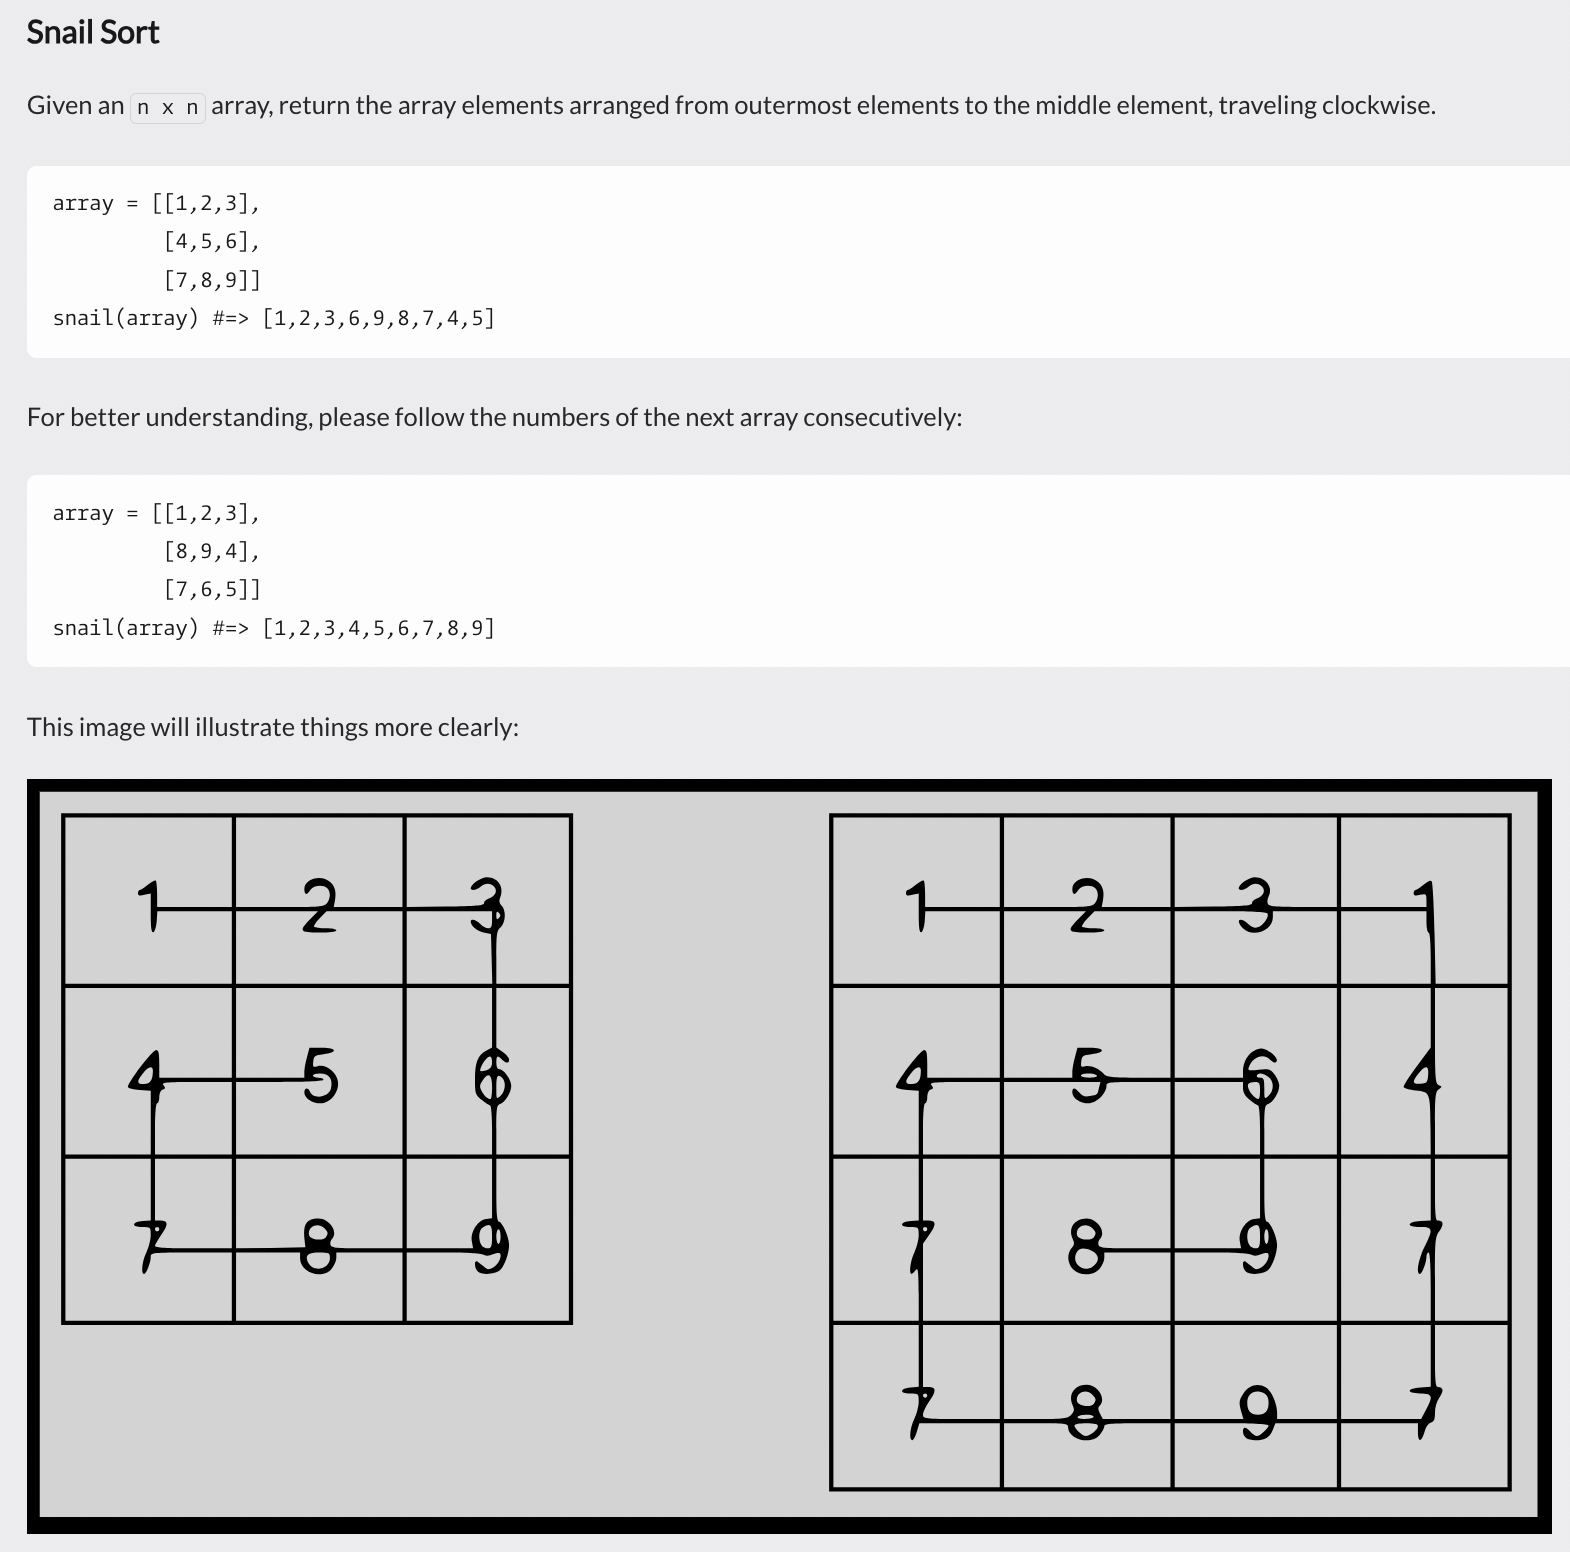 Snail Sort
Given an n x n array, return the array elements arranged from outermost elements to the middle element, traveling clockwise.
array = [[1,2,3],
[4,5,6],
[7,8,9]]
snail(array) #=> [1,2,3,6,9,8,7,4,5]
For better understanding, please follow the numbers of the next array consecutively:
array = [[1,2,3],
[8,9,4],
[7,6,5]]
snail(array) #=> [1,2,3,4,5,6,7,8,9]
This image will illustrate things more clearly:
1 2 3
4 5 6
7 8 9
1 2 3 1
4 5 6 4
7 8 9 7
7 8 9 7